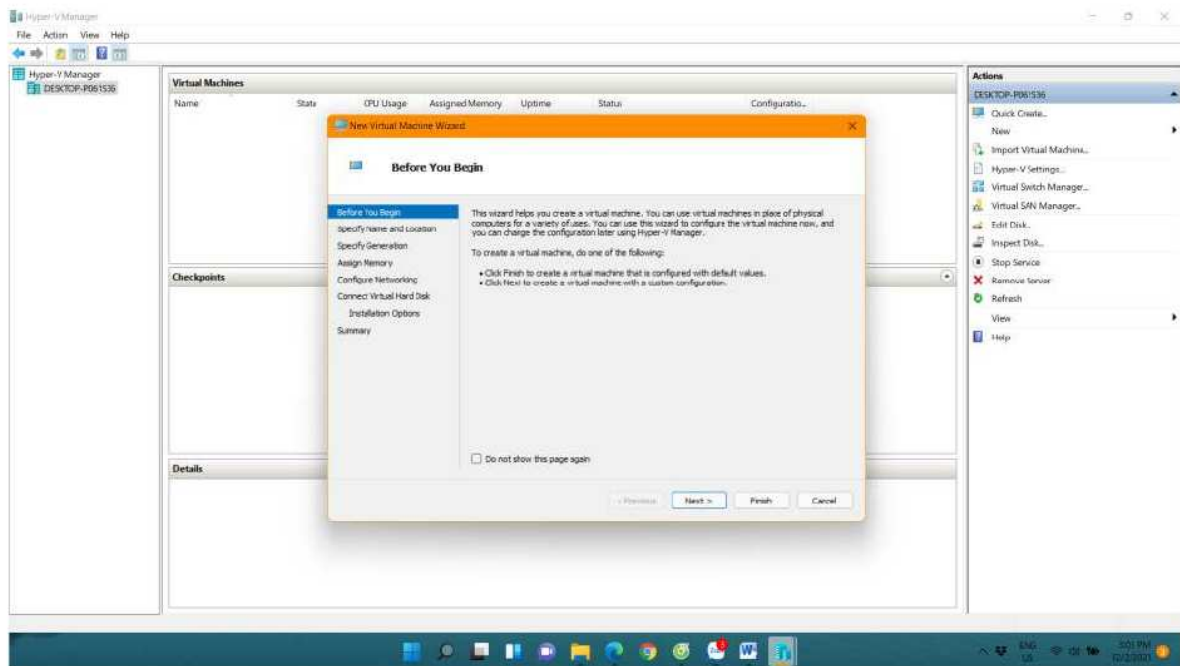 Hyper-V Manager
File Action View Help
Hyper-V Manager
DESKTOP-P061S36
Virtual Machines
Name State CPU Usage Assigned Memory Uptime Status Configuratio...
New Virtual Machine Wizard
Before You Begin
Before You Begin
Specify Name and Location
Specify Generation
Assign Memory
Configure Networking
Connect Virtual Hard Disk
Installation Options
Summary
This wizard helps you create a virtual machine. You can use virtual machines in place of physical
computers for a variety of uses. You can use this wizard to configure the virtual machine now, and
you can change the configuration later using Hyper-V Manager.
To create a virtual machine, do one of the following:
• Click Finish to create a virtual machine that is configured with default values.
• Click Next to create a virtual machine with a custom configuration.
Do not show this page again
< Previous Next > Finish Cancel
Checkpoints
Details
Actions
DESKTOP-P061S36
Quick Create...
New
Import Virtual Machine...
Hyper-V Settings...
Virtual Switch Manager...
Virtual SAN Manager...
Edit Disk...
Inspect Disk...
Stop Service
Remove Server
Refresh
View
Help
ENG
US